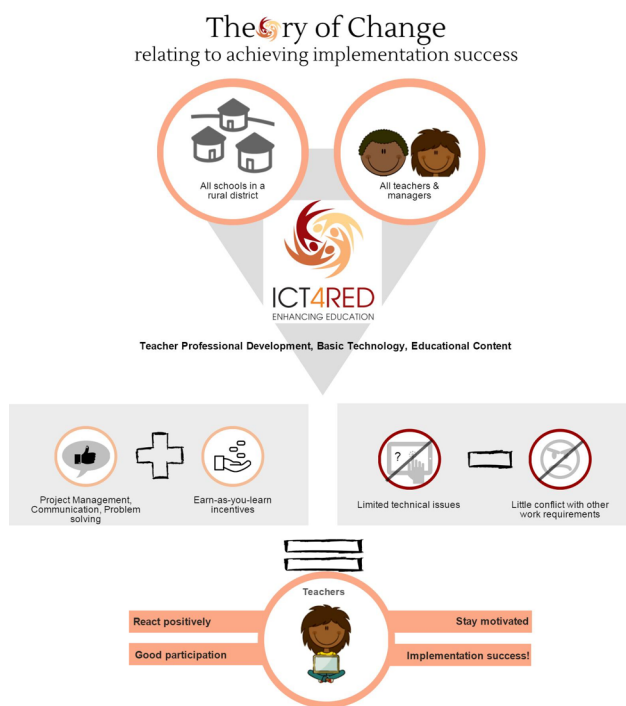 Theory of Change
relating to achieving implementation success
All schools in a
rural district
All teachers &
managers
ICT4RED
ENHANCING EDUCATION
Teacher Professional Development, Basic Technology, Educational Content
?
Project Management,
Communication, Problem
solving
Earn-as-you-learn
incentives
Limited technical issues
Little conflict with other
work requirements
Teachers
React positively
Stay motivated
Good participation
Implementation success!